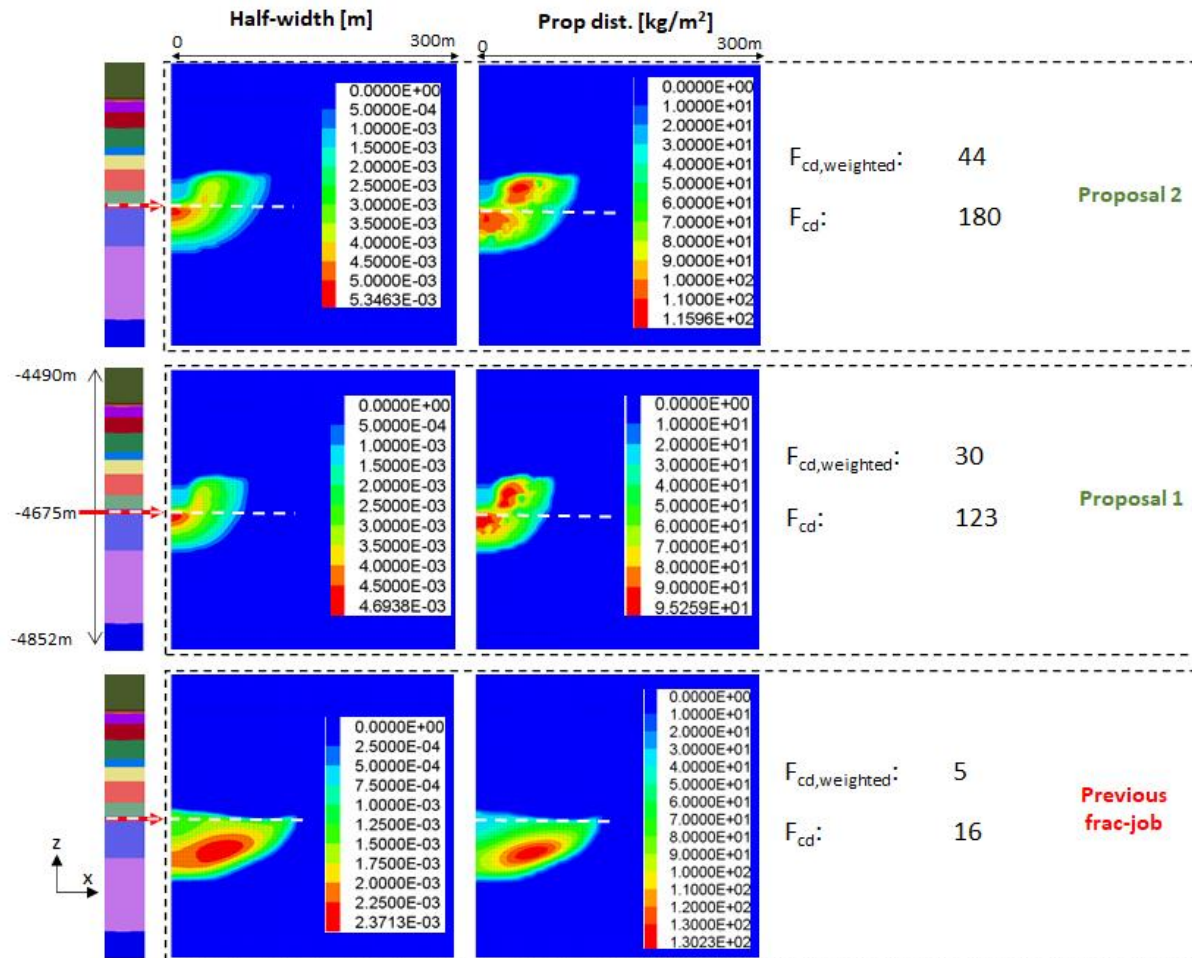 Half-width [m]
Prop dist. [kg/m²]
0
300m
0
300m
0.0000E+00
5.0000E-04
1.0000E-03
1.5000E-03
2.0000E-03
2.5000E-03
3.0000E-03
3.5000E-03
4.0000E-03
4.5000E-03
5.0000E-03
5.3463E-03
0.0000E+00
1.0000E+01
2.0000E+01
3.0000E+01
4.0000E+01
5.0000E+01
6.0000E+01
7.0000E+01
8.0000E+01
9.0000E+01
1.0000E+02
1.1000E+02
1.1596E+02
Fcd,weighted: 44
Fcd: 180
Proposal 2
-4490m
-4675m
-4852m
0.0000E+00
5.0000E-04
1.0000E-03
1.5000E-03
2.0000E-03
2.5000E-03
3.0000E-03
3.5000E-03
4.0000E-03
4.5000E-03
4.6938E-03
0.0000E+00
1.0000E+01
2.0000E+01
3.0000E+01
4.0000E+01
5.0000E+01
6.0000E+01
7.0000E+01
8.0000E+01
9.0000E+01
9.5259E+01
Fcd,weighted: 30
Fcd: 123
Proposal 1
0.0000E+00
2.5000E-04
5.0000E-04
7.5000E-04
1.0000E-03
1.2500E-03
1.5000E-03
1.7500E-03
2.0000E-03
2.2500E-03
2.3713E-03
0.0000E+00
1.0000E+01
2.0000E+01
3.0000E+01
4.0000E+01
5.0000E+01
6.0000E+01
7.0000E+01
8.0000E+01
9.0000E+01
1.0000E+02
1.1000E+02
1.2000E+02
1.3000E+02
1.3023E+02
Fcd,weighted: 5
Fcd: 16
Previous
frac-job
z
x